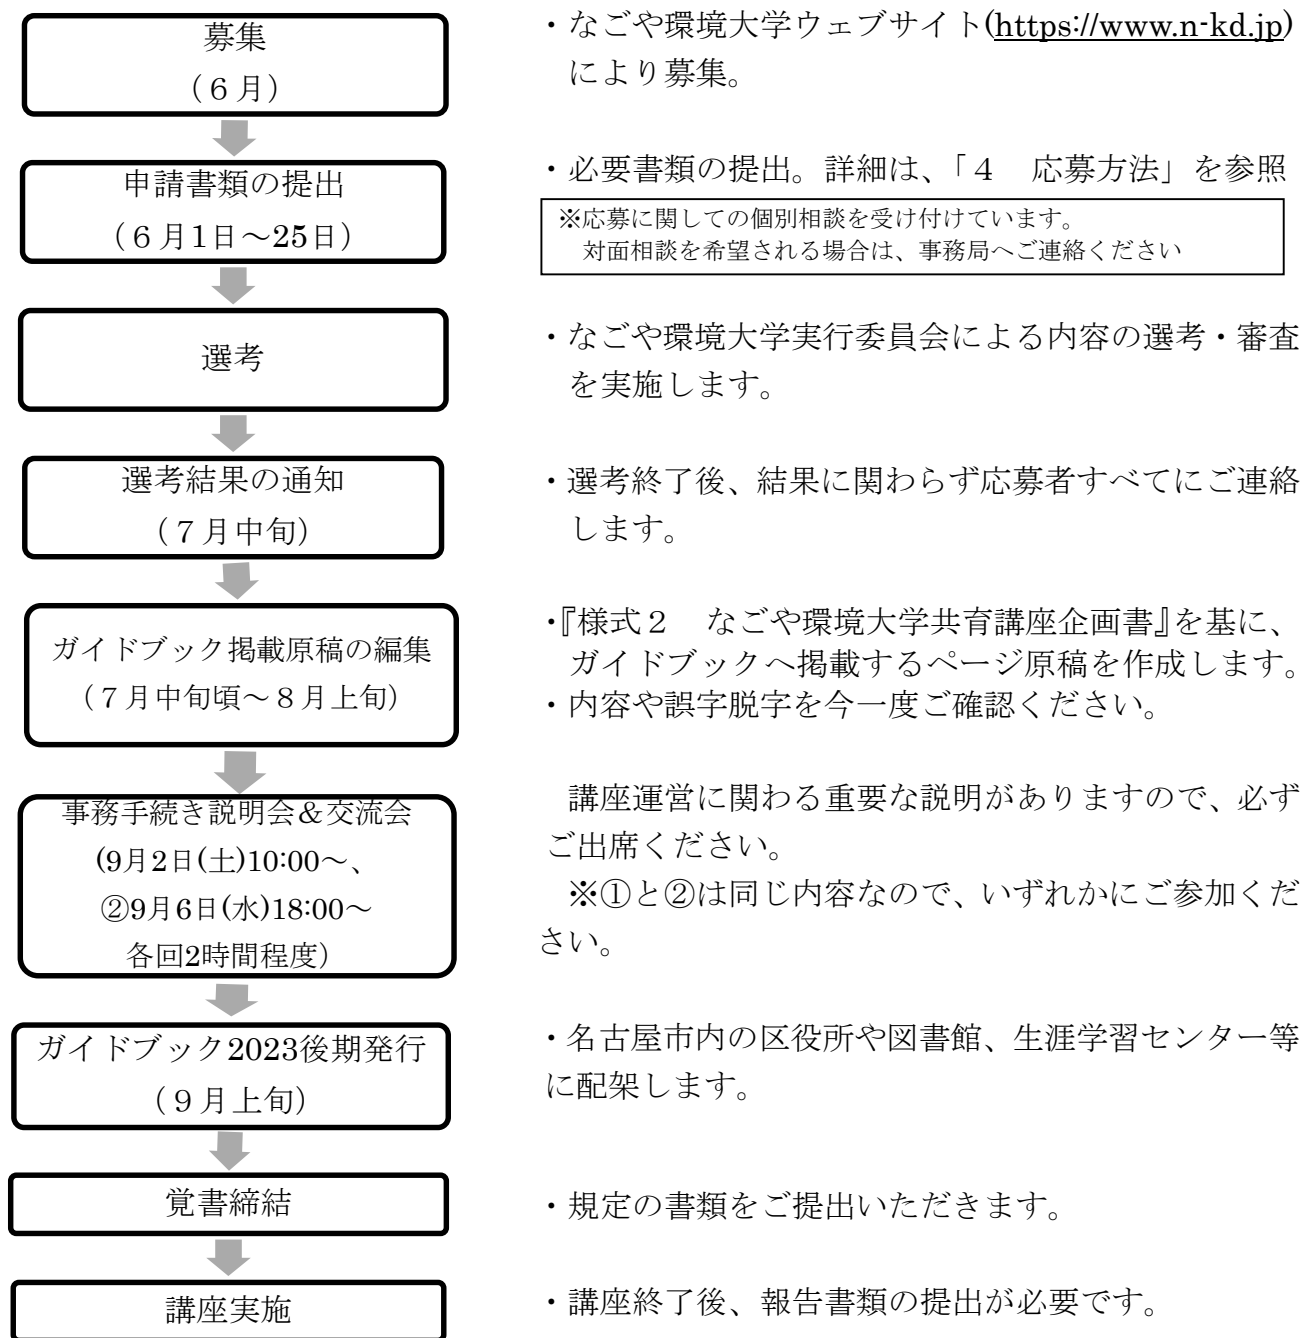 募集
(６月)
・なごや環境大学ウェブサイト(https://www.n-kd.jp)
により募集。
申請書類の提出
(６月1日～25日)
・必要書類の提出。詳細は、「４　応募方法」を参照
※応募に関しての個別相談を受け付けています。
対面相談を希望される場合は、事務局へご連絡ください
選考
・なごや環境大学実行委員会による内容の選考・審査
を実施します。
選考結果の通知
(７月中旬)
・選考終了後、結果に関わらず応募者すべてにご連絡
します。
ガイドブック掲載原稿の編集
(７月中旬頃～８月上旬)
・『様式２　なごや環境大学共育講座企画書』を基に、
ガイドブックへ掲載するページ原稿を作成します。
・内容や誤字脱字を今一度ご確認ください。
事務手続き説明会＆交流会
(9月2日(土)10:00～、
②9月6日(水)18:00～
各回2時間程度)
講座運営に関わる重要な説明がありますので、必ず
ご出席ください。
※①と②は同じ内容なので、いずれかにご参加くだ
さい。
ガイドブック2023後期発行
(９月上旬)
・名古屋市内の区役所や図書館、生涯学習センター等
に配架します。
覚書締結
・規定の書類をご提出いただきます。
講座実施
・講座終了後、報告書類の提出が必要です。